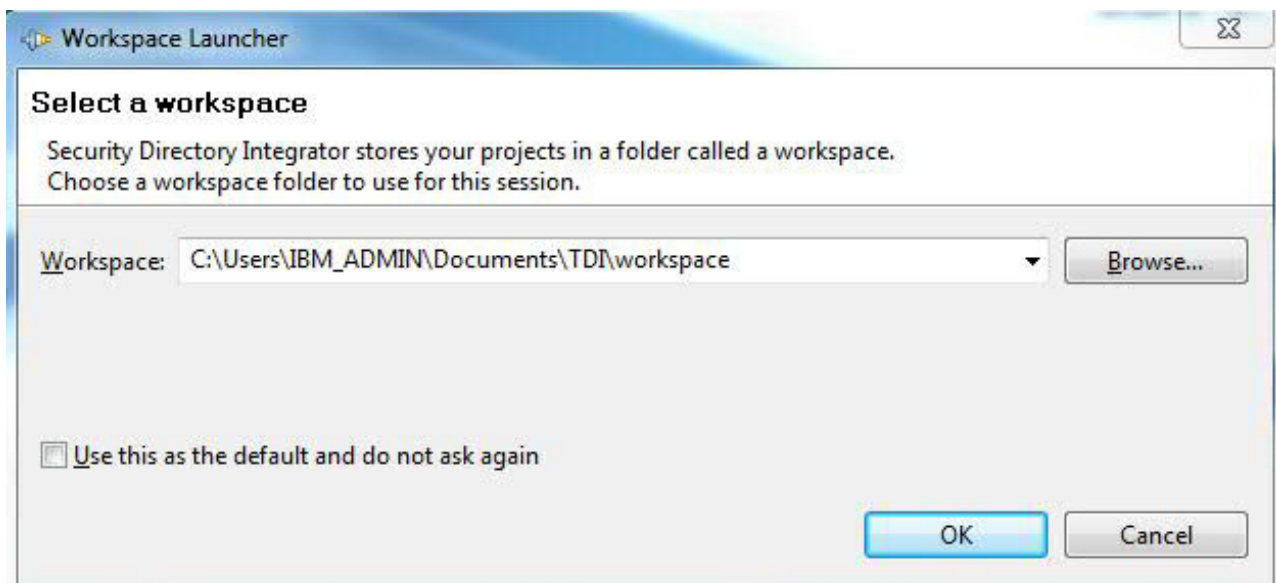 Workspace Launcher
Select a workspace
Security Directory Integrator stores your projects in a folder called a workspace.
Choose a workspace folder to use for this session.
Workspace: C:\Users\IBM_ADMIN\Documents\TDI\workspace Browse...
Use this as the default and do not ask again
OK Cancel